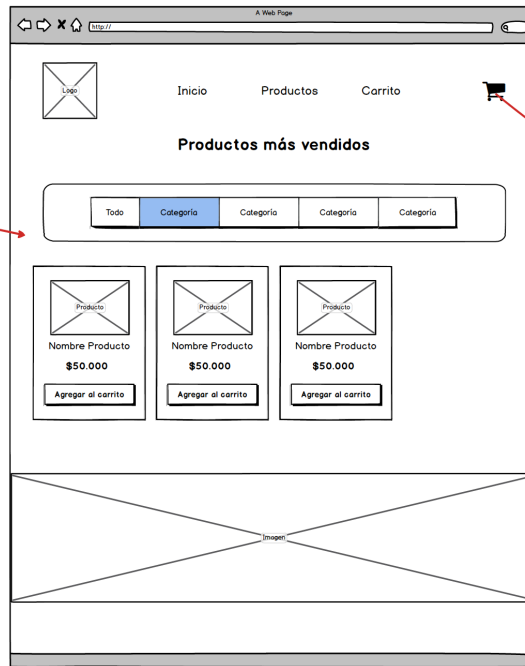 A Web Page
http://
Logo
Inicio Productos Carrito
Productos más vendidos
Todo Categoría Categoría Categoría Categoría
Producto Producto Producto
Nombre Producto Nombre Producto Nombre Producto
$50.000 $50.000 $50.000
Agregar al carrito Agregar al carrito Agregar al carrito
Imagen